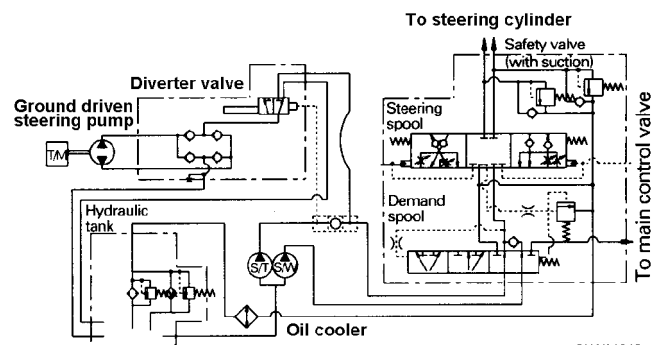 To steering cylinder
Safety valve
(with suction)
Diverter valve
Ground driven
steering pump
T/M
Steering
spool
Demand
spool
Hydraulic
tank
S/T
S/W
Oil cooler
To main control valve